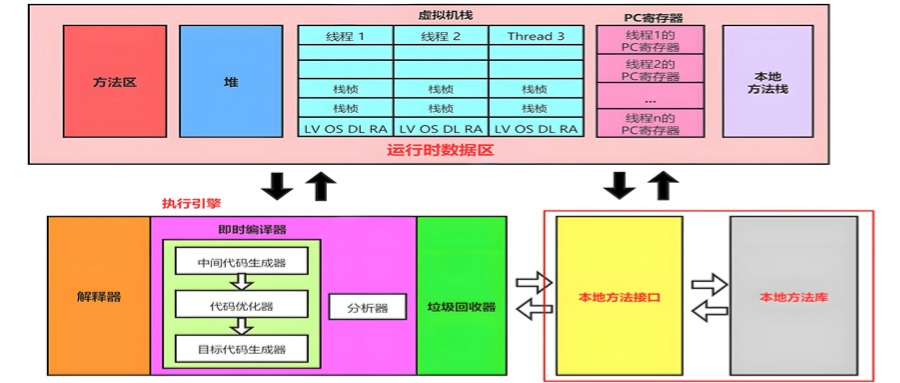 虚拟机栈
PC寄存器
方法区
堆
线程 1
线程 2
Thread 3
栈桢
栈桢
栈桢
栈桢
栈桢
栈桢
LV OS DL RA
LV OS DL RA
LV OS DL RA
线程1的
PC寄存器
线程2的
PC寄存器
...
线程n的
PC寄存器
本地
方法栈
运行时数据区
执行引擎
解释器
即时编译器
中间代码生成器
代码优化器
目标代码生成器
分析器
垃圾回收器
本地方法接口
本地方法库